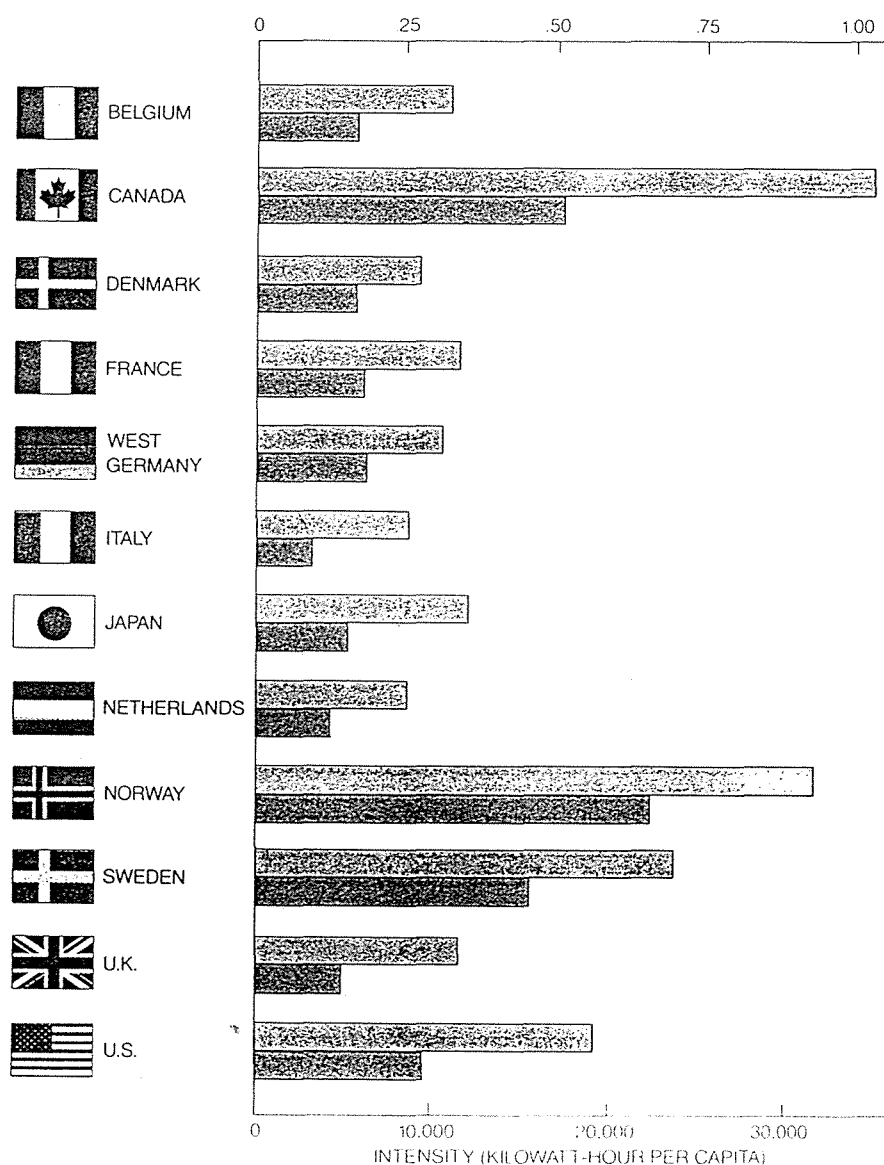 0 .25 .50 .75 1.00
BELGIUM
CANADA
DENMARK
FRANCE
WEST
GERMANY
ITALY
JAPAN
NETHERLANDS
NORWAY
SWEDEN
U.K.
U.S.
0 10.000 20.000 30.000
INTENSITY (KILOWATT-HOUR PER CAPITA)